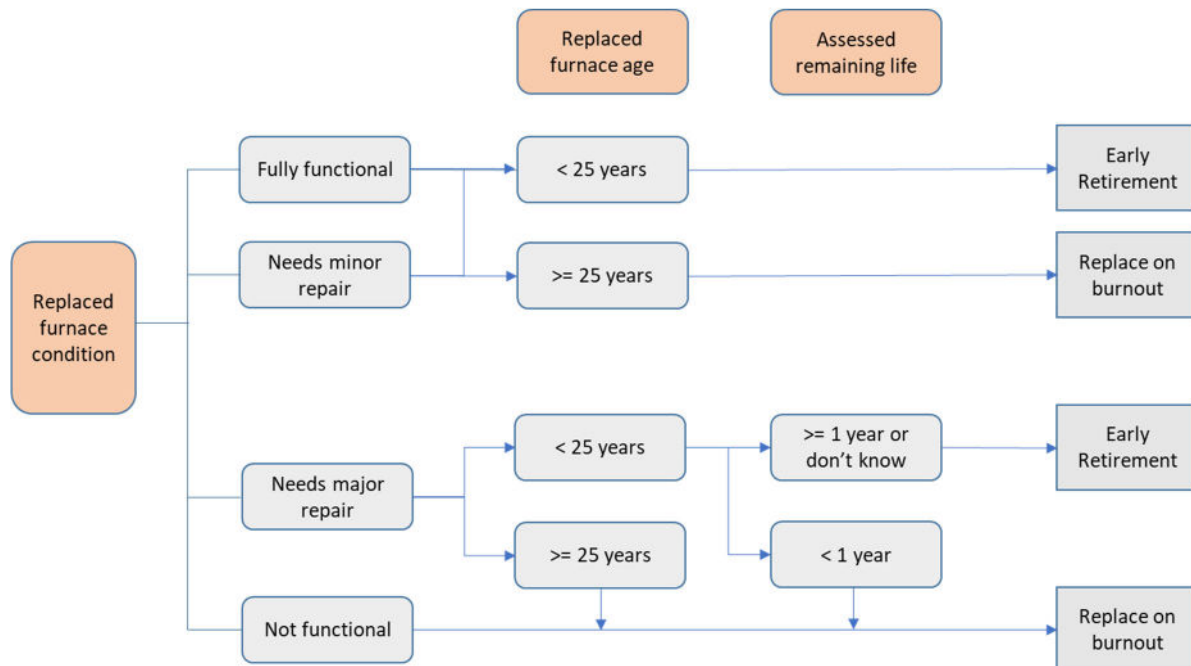 Replaced
furnace age
Assessed
remaining life
Fully functional
< 25 years
Early
Retirement
Needs minor
repair
>= 25 years
Replace on
burnout
Replaced
furnace
condition
Needs major
repair
< 25 years
>= 1 year or
don’t know
Early
Retirement
>= 25 years
< 1 year
Not functional
Replace on
burnout